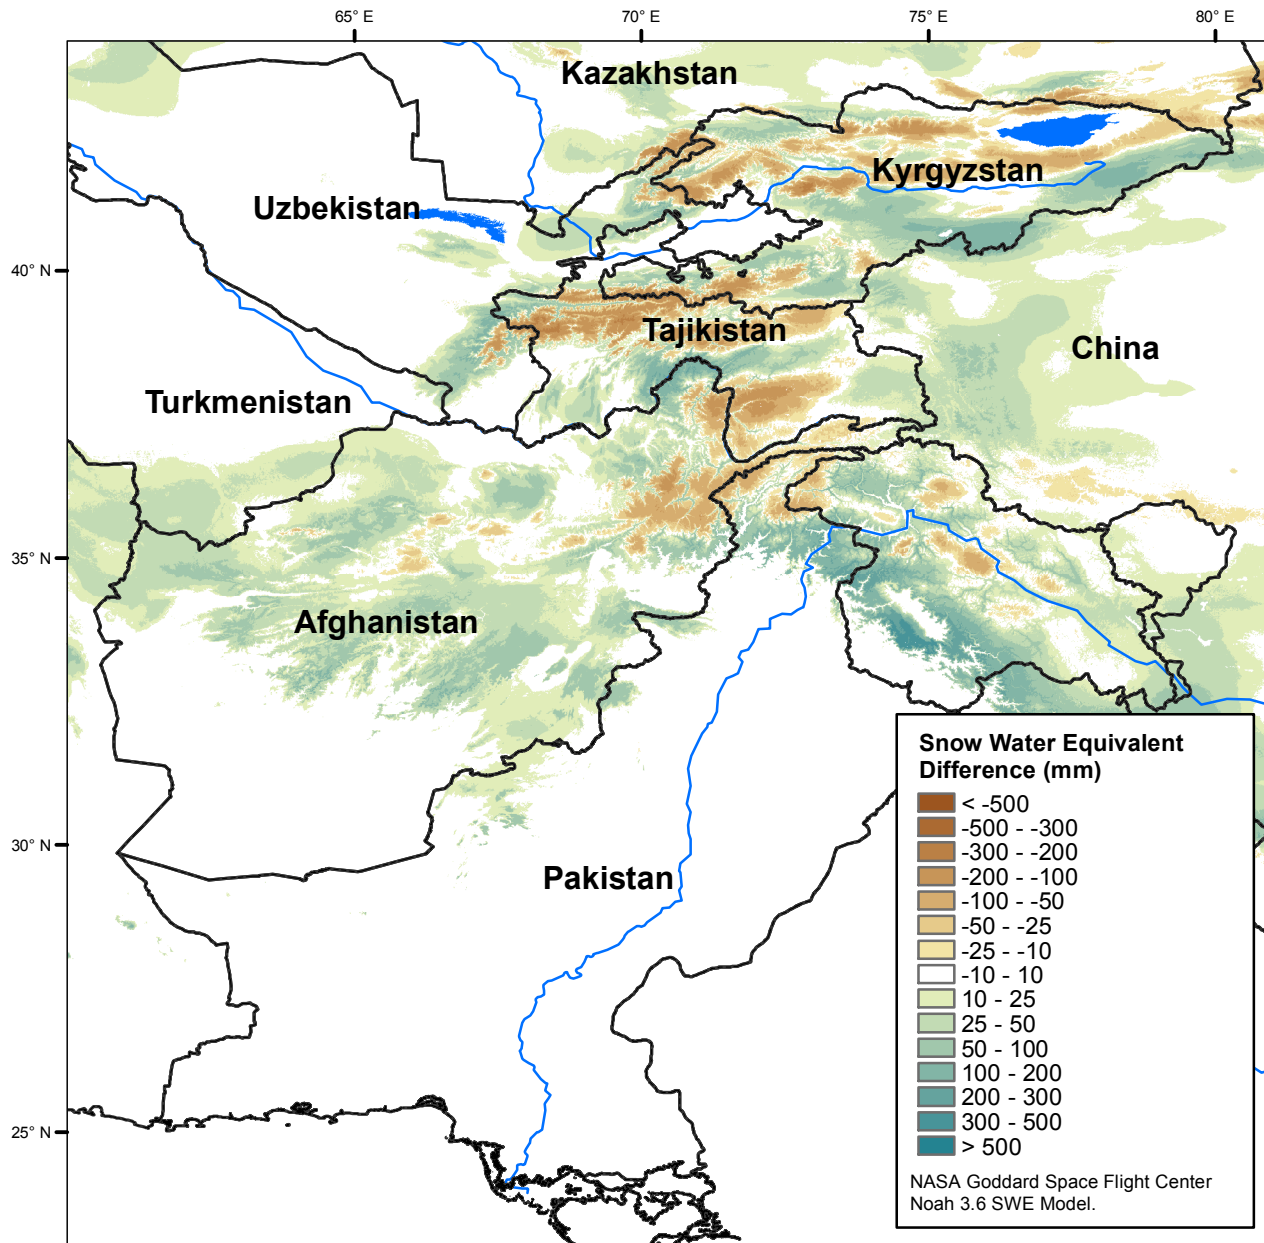 65° E
70° E
75° E
80° E
Kazakhstan
Kyrgyzstan
Uzbekistan
40° N
Tajikistan
China
Turkmenistan
35° N
Afghanistan
30° N
Pakistan
25° N
Snow Water Equivalent
Difference (mm)
< -500
-500 - -300
-300 - -200
-200 - -100
-100 - -50
-50 - -25
-25 - -10
-10 - 10
10 - 25
25 - 50
50 - 100
100 - 200
200 - 300
300 - 500
> 500
NASA Goddard Space Flight Center
Noah 3.6 SWE Model.